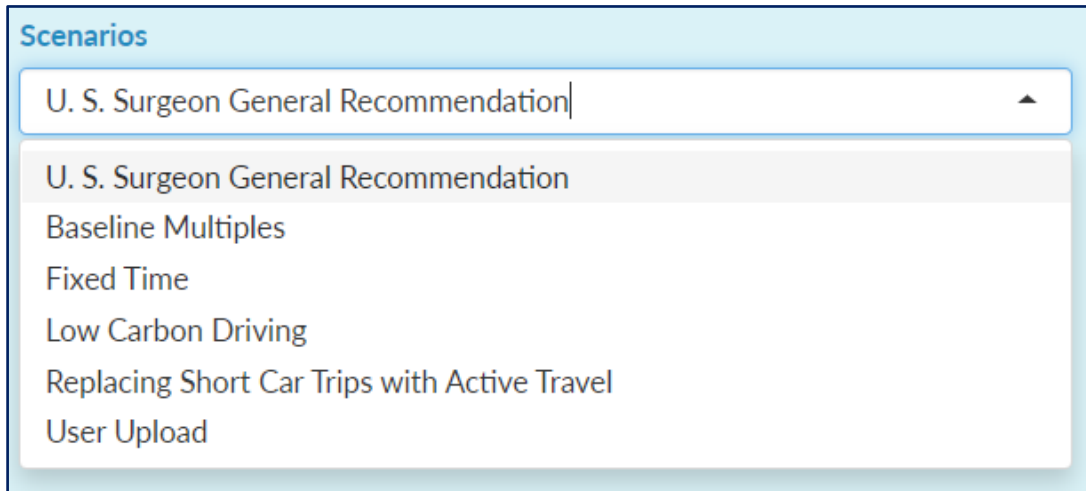 Scenarios
U. S. Surgeon General Recommendation
U. S. Surgeon General Recommendation
Baseline Multiples
Fixed Time
Low Carbon Driving
Replacing Short Car Trips with Active Travel
User Upload